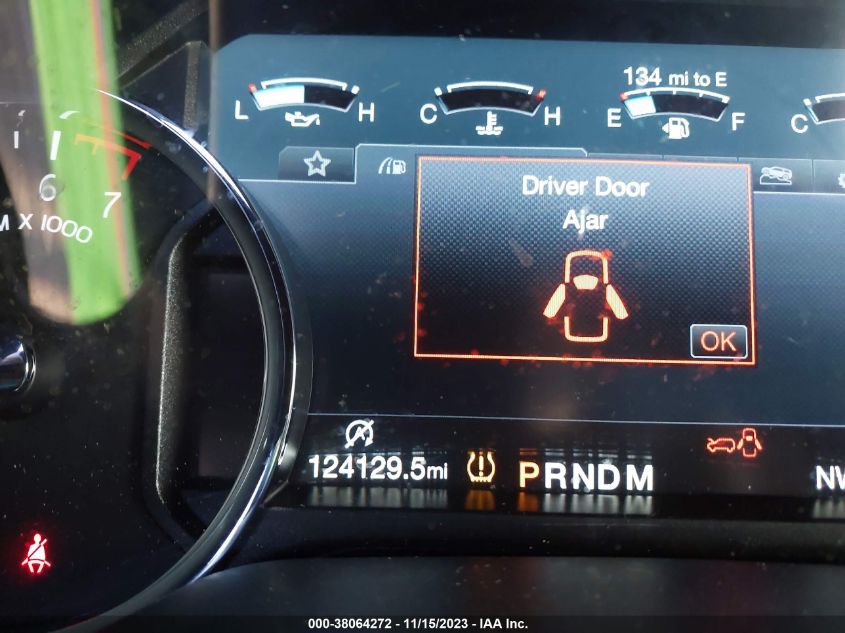 134 mi to E
L H C H E F C
6 7
M X 1000
Driver Door
Ajar
OK
124129.5mi PRNDM NW
000-38064272 - 11/15/2023 - IAA Inc.